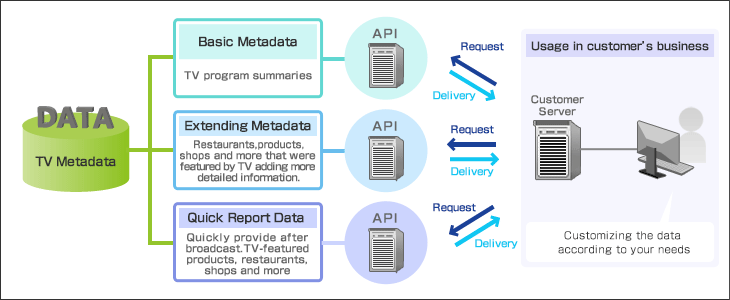 DATA
TV Metadata
Basic Metadata
TV program summaries
API
Request
Delivery
Extending Metadata
Restaurants,products,
shops and more that were
featured by TV adding more
detailed information.
API
Request
Delivery
Quick Report Data
Quickly provide after
broadcast.TV-featured
products, restaurants,
shops and more
API
Request
Delivery
Usage in customer's business
Customer
Server
Customizing the data
according to your needs